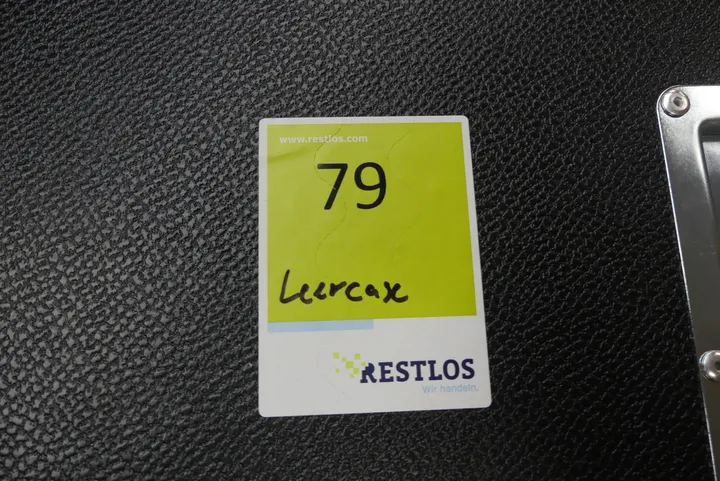 www.restlos.com
79
Leercase
RESTLOS
Wir handeln.